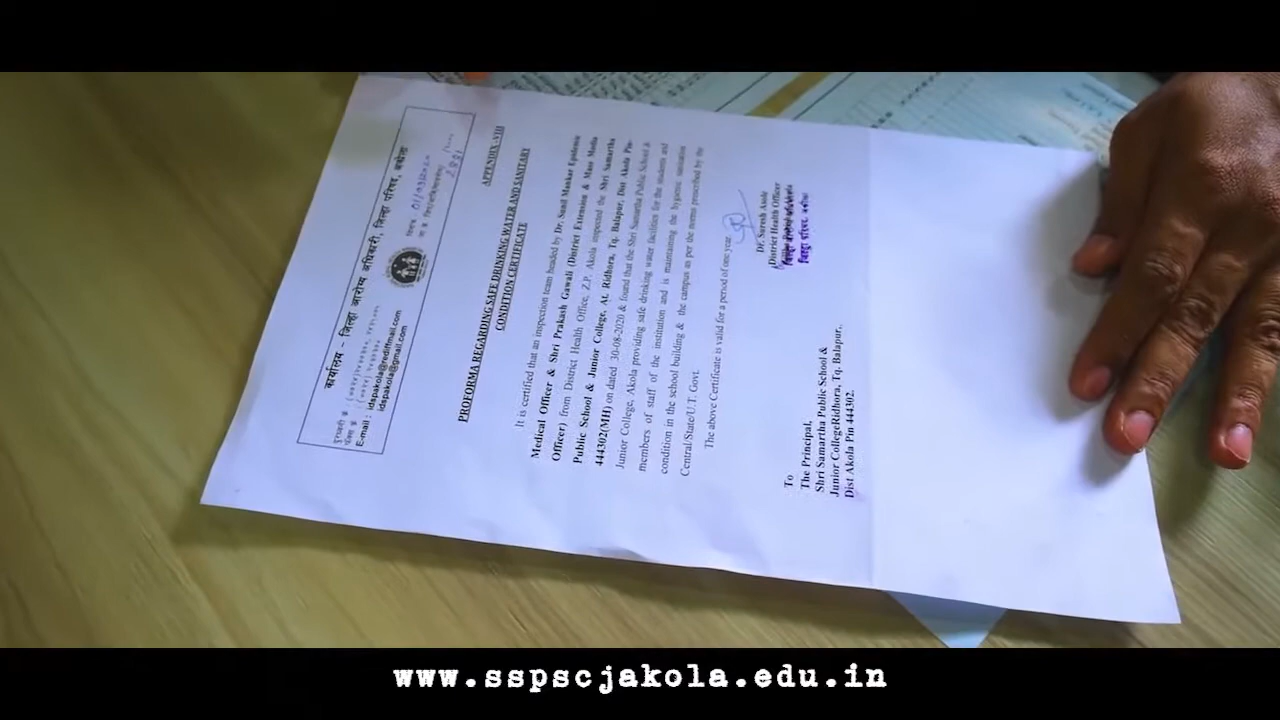 कार्यालय - जिल्हा आरोग्य अधिकारी, जिल्हा परिषद, अकोला
E-mail : idspakola@rediffmail.com
idspakola@gmail.com
APPENDIX -VIII
PROFORMA REGARDING SAFE DRINKING WATER AND SANITARY
CONDITION CERTIFICATE
It is certified that an inspection team headed by Dr. Sunil Mankar Epidemic
Medical Officer & Shri Prakash Gawali (District Extension & Mass Media
Officer) from District Health Office, Z.P. Akola inspected the Shri Samartha
Public School & Junior College, At. Ridhora, Tq. Balapur, Dist Akola Pin-
444302(MH) on dated 30-08-2020 & found that the Shri Samartha Public School &
Junior College, Akola providing safe drinking water facilities for the students and
members of staff of the institution and is maintaining the hygienic sanitation
condition in the school building & the campus as per the norms prescribed by the
Central/State/U.T. Govt.
The above Certificate is valid for a period of one year.
Dr. Suresh Asole
District Health Officer
To
The Principal,
Shri Samartha Public School &
Junior CollegeRidhora, Tq. Balapur,
Dist Akola Pin 444302.
www.sspscjakola.edu.in